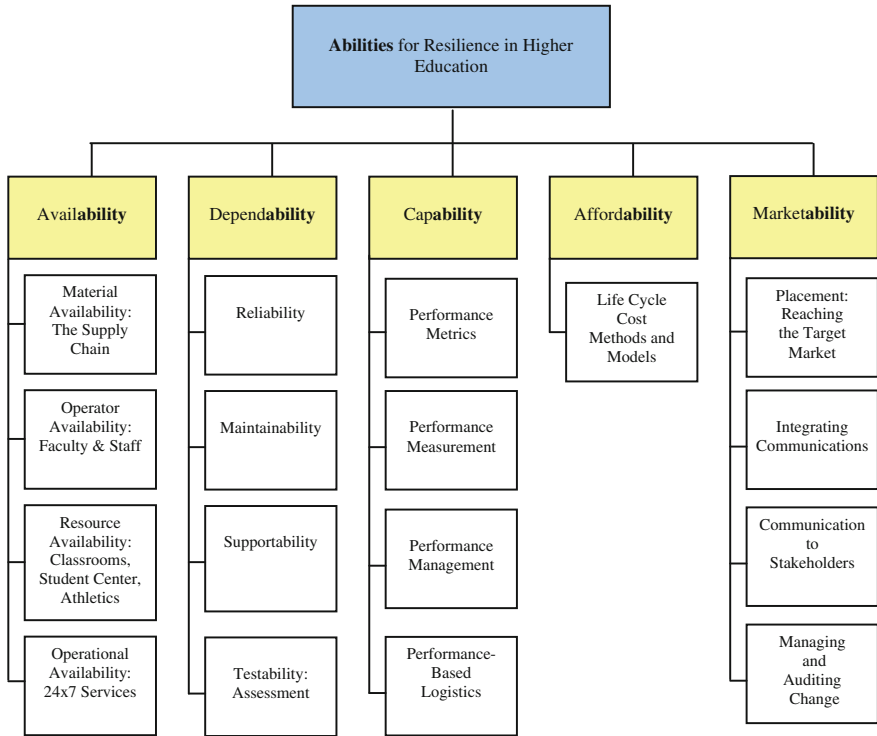 Abilities for Resilience in Higher
Education
Availability
Material
Availability:
The Supply
Chain
Operator
Availability:
Faculty & Staff
Resource
Availability:
Classrooms,
Student Center,
Athletics
Operational
Availability:
24x7 Services
Dependability
Reliability
Maintainability
Supportability
Testability:
Assessment
Capability
Performance
Metrics
Performance
Measurement
Performance
Management
Performance-
Based
Logistics
Affordability
Life Cycle
Cost
Methods and
Models
Marketability
Placement:
Reaching
the Target
Market
Integrating
Communications
Communication
to
Stakeholders
Managing
and
Auditing
Change